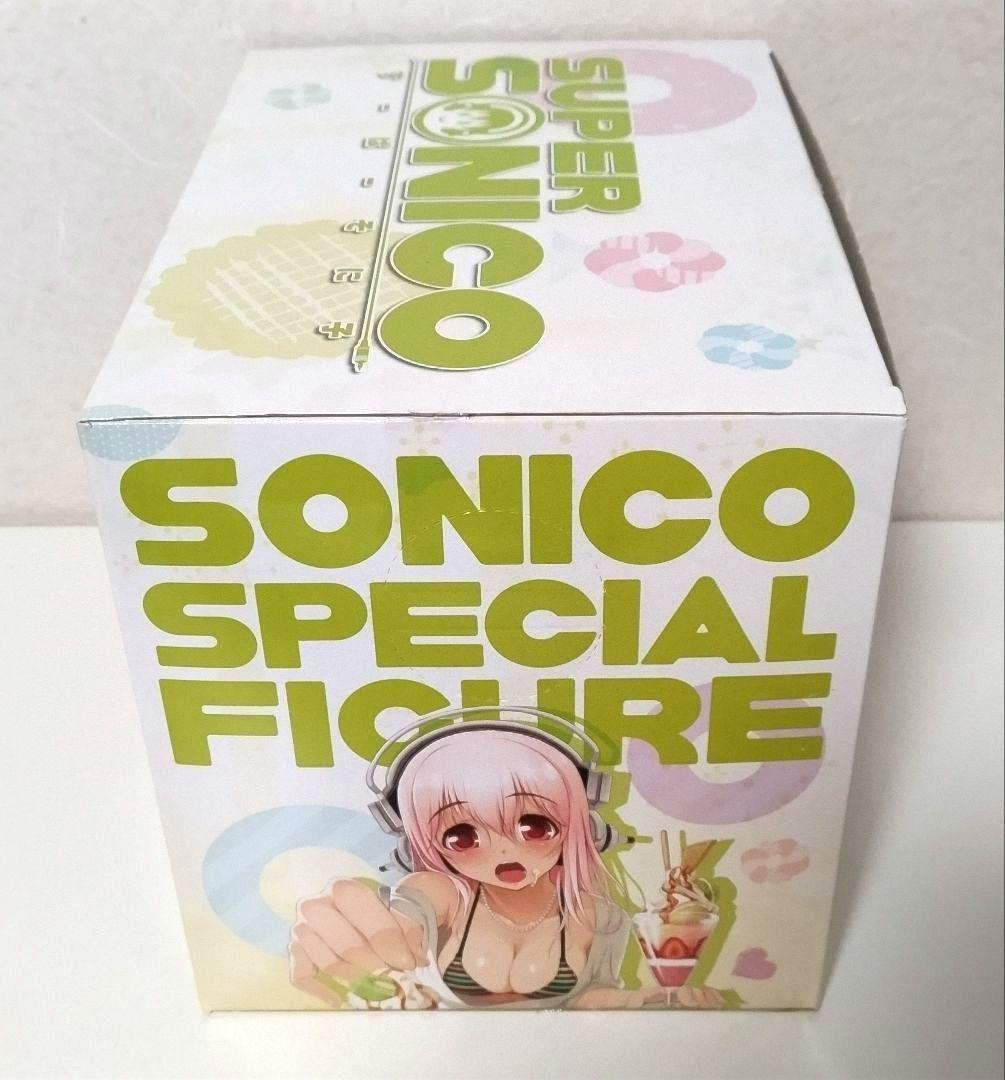 SUPER
SONICO
すーぱーそに子
SONICO
SPECIAL
FIGURE